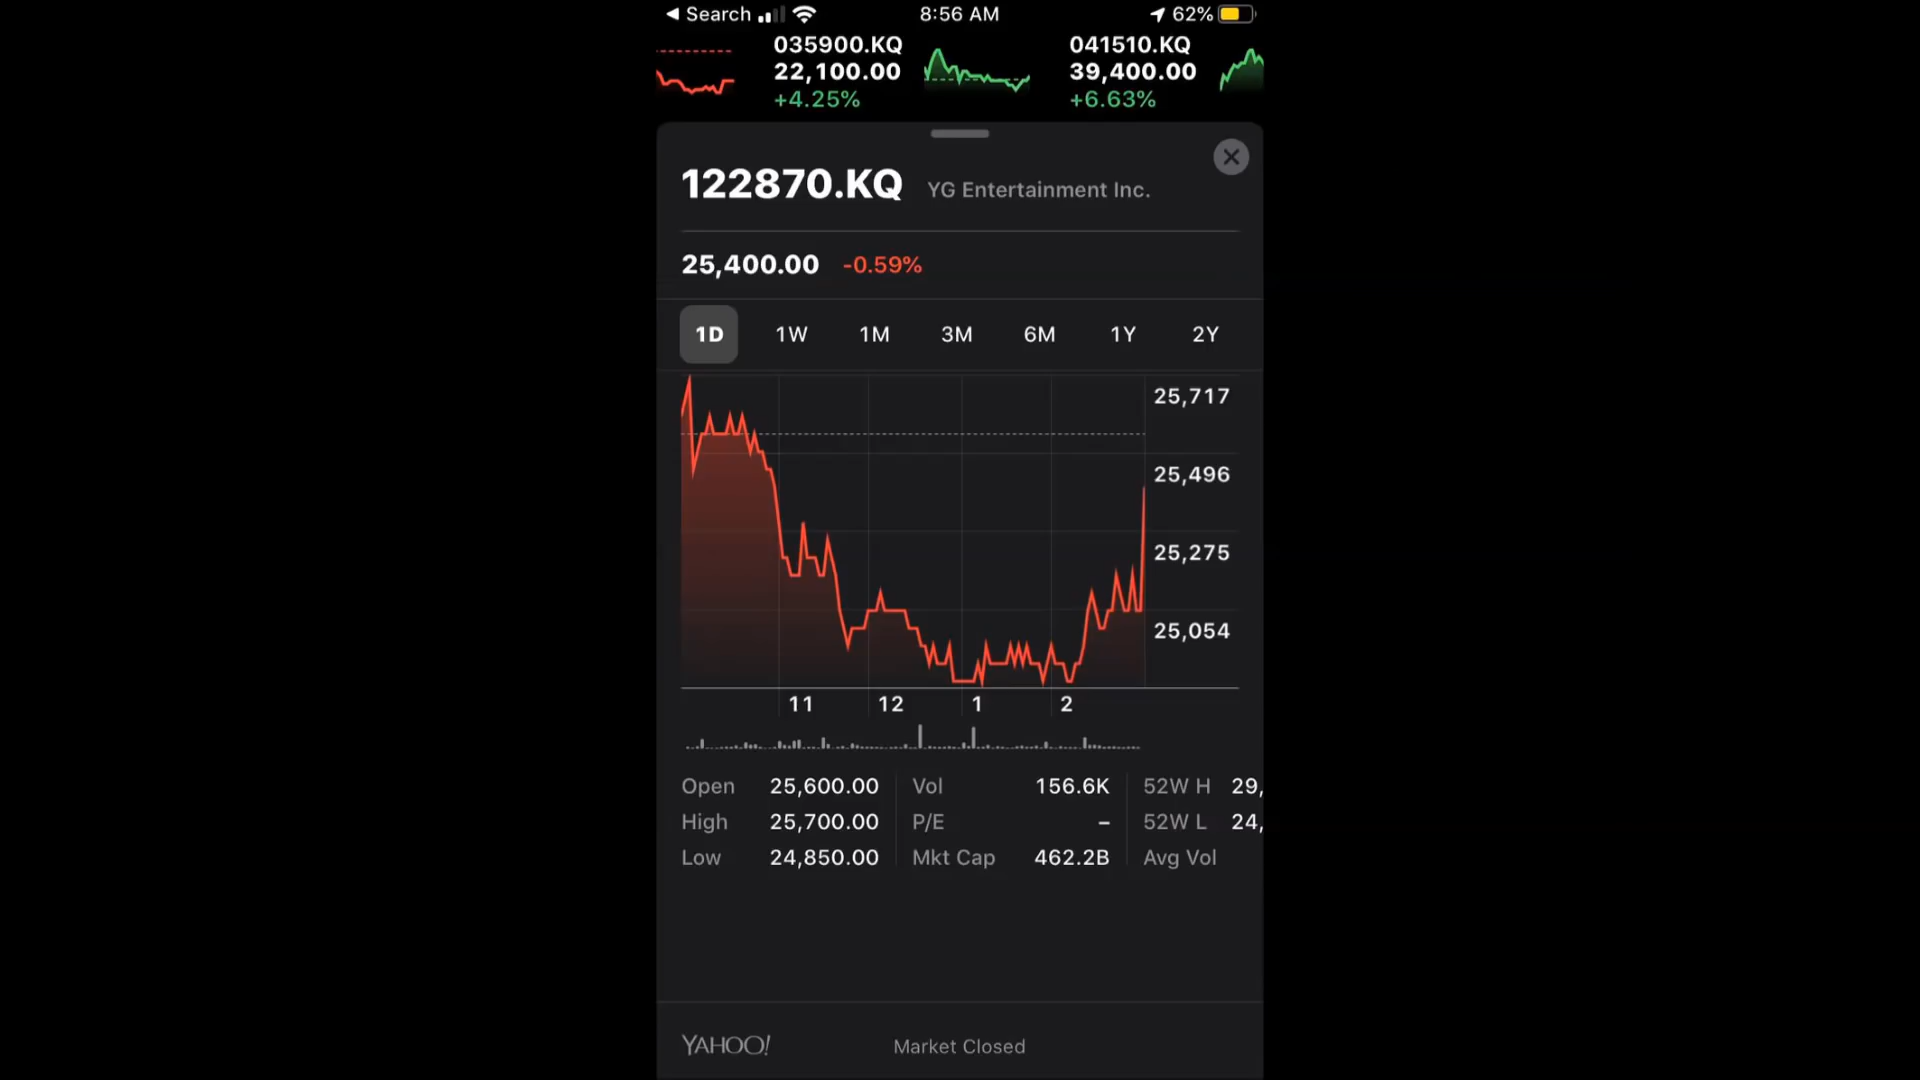 Search 8:56 AM 62%
035900.KQ 041510.KQ
22,100.00 39,400.00
+4.25% +6.63%
122870.KQ YG Entertainment Inc.
25,400.00 -0.59%
1D 1W 1M 3M 6M 1Y 2Y
25,717
25,496
25,275
25,054
11 12 1 2
Open 25,600.00 Vol 156.6K 52W H 29,
High 25,700.00 P/E – 52W L 24,
Low 24,850.00 Mkt Cap 462.2B Avg Vol
YAHOO! Market Closed